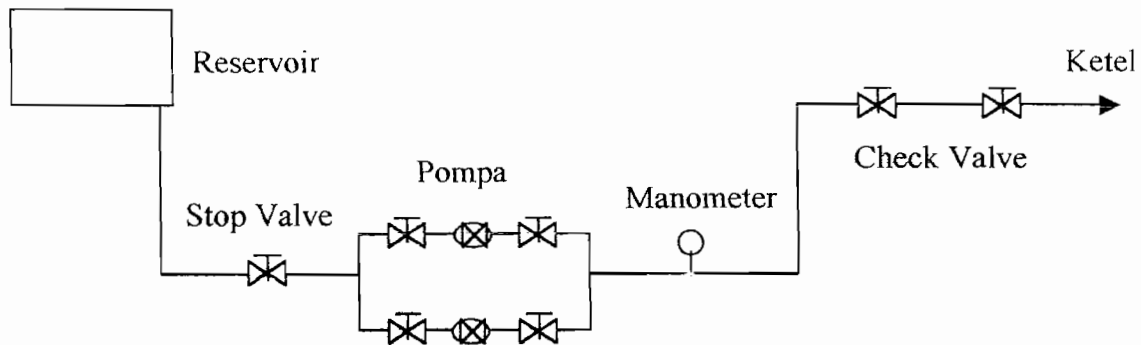 Reservoir
Ketel
Check Valve
Pompa
Manometer
Stop Valve